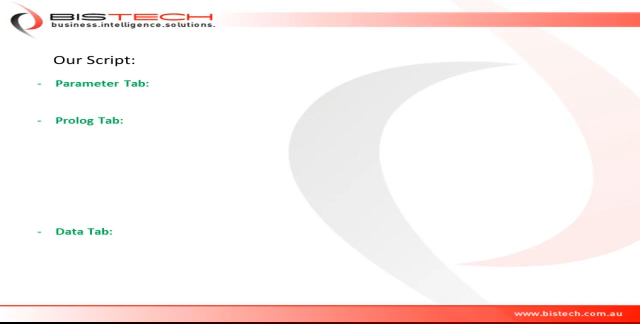 BISTECH
business.intelligence.solutions.
Our Script:
- Parameter Tab:
- Prolog Tab:
- Data Tab:
www.bistech.com.au